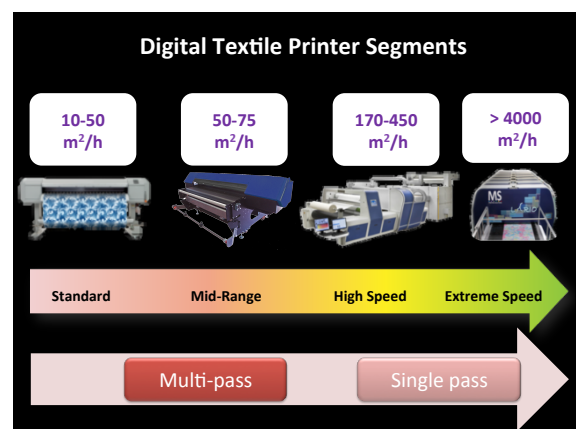 Digital Textile Printer Segments
10-50 50-75 170-450 > 4000
m²/h m²/h m²/h m²/h
MS
Standard Mid-Range High Speed Extreme Speed
Multi-pass Single pass